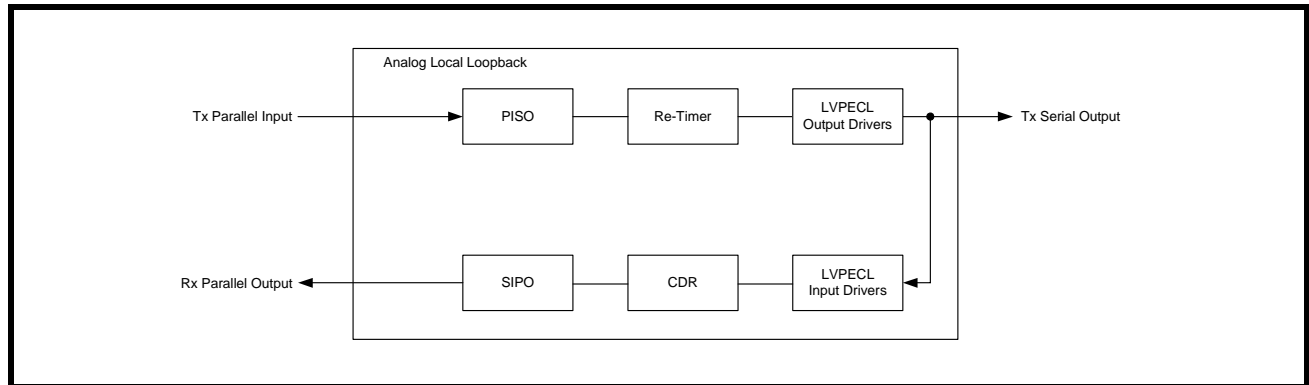 Analog Local Loopback
Tx Parallel Input
PISO
Re-Timer
LVPECL
Output Drivers
Tx Serial Output
Rx Parallel Output
SIPO
CDR
LVPECL
Input Drivers